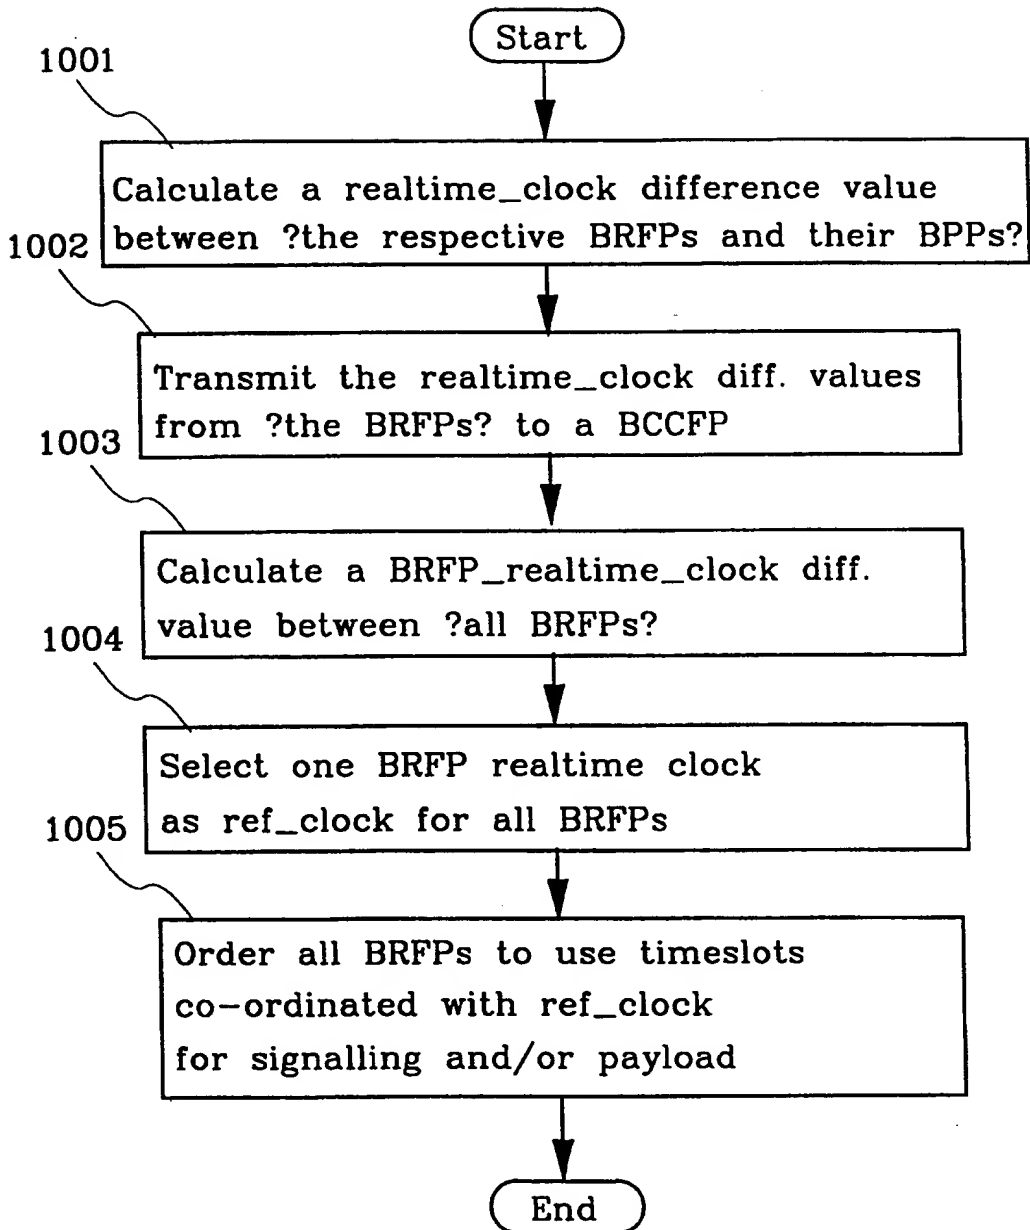 Start
1001
Calculate a realtime_clock difference value
between ?the respective BRFPs and their BPPs?
1002
Transmit the realtime_clock diff. values
from ?the BRFPs? to a BCCFP
1003
Calculate a BRFP_realtime_clock diff.
value between ?all BRFPs?
1004
Select one BRFP realtime clock
as ref_clock for all BRFPs
1005
Order all BRFPs to use timeslots
co-ordinated with ref_clock
for signalling and/or payload
End